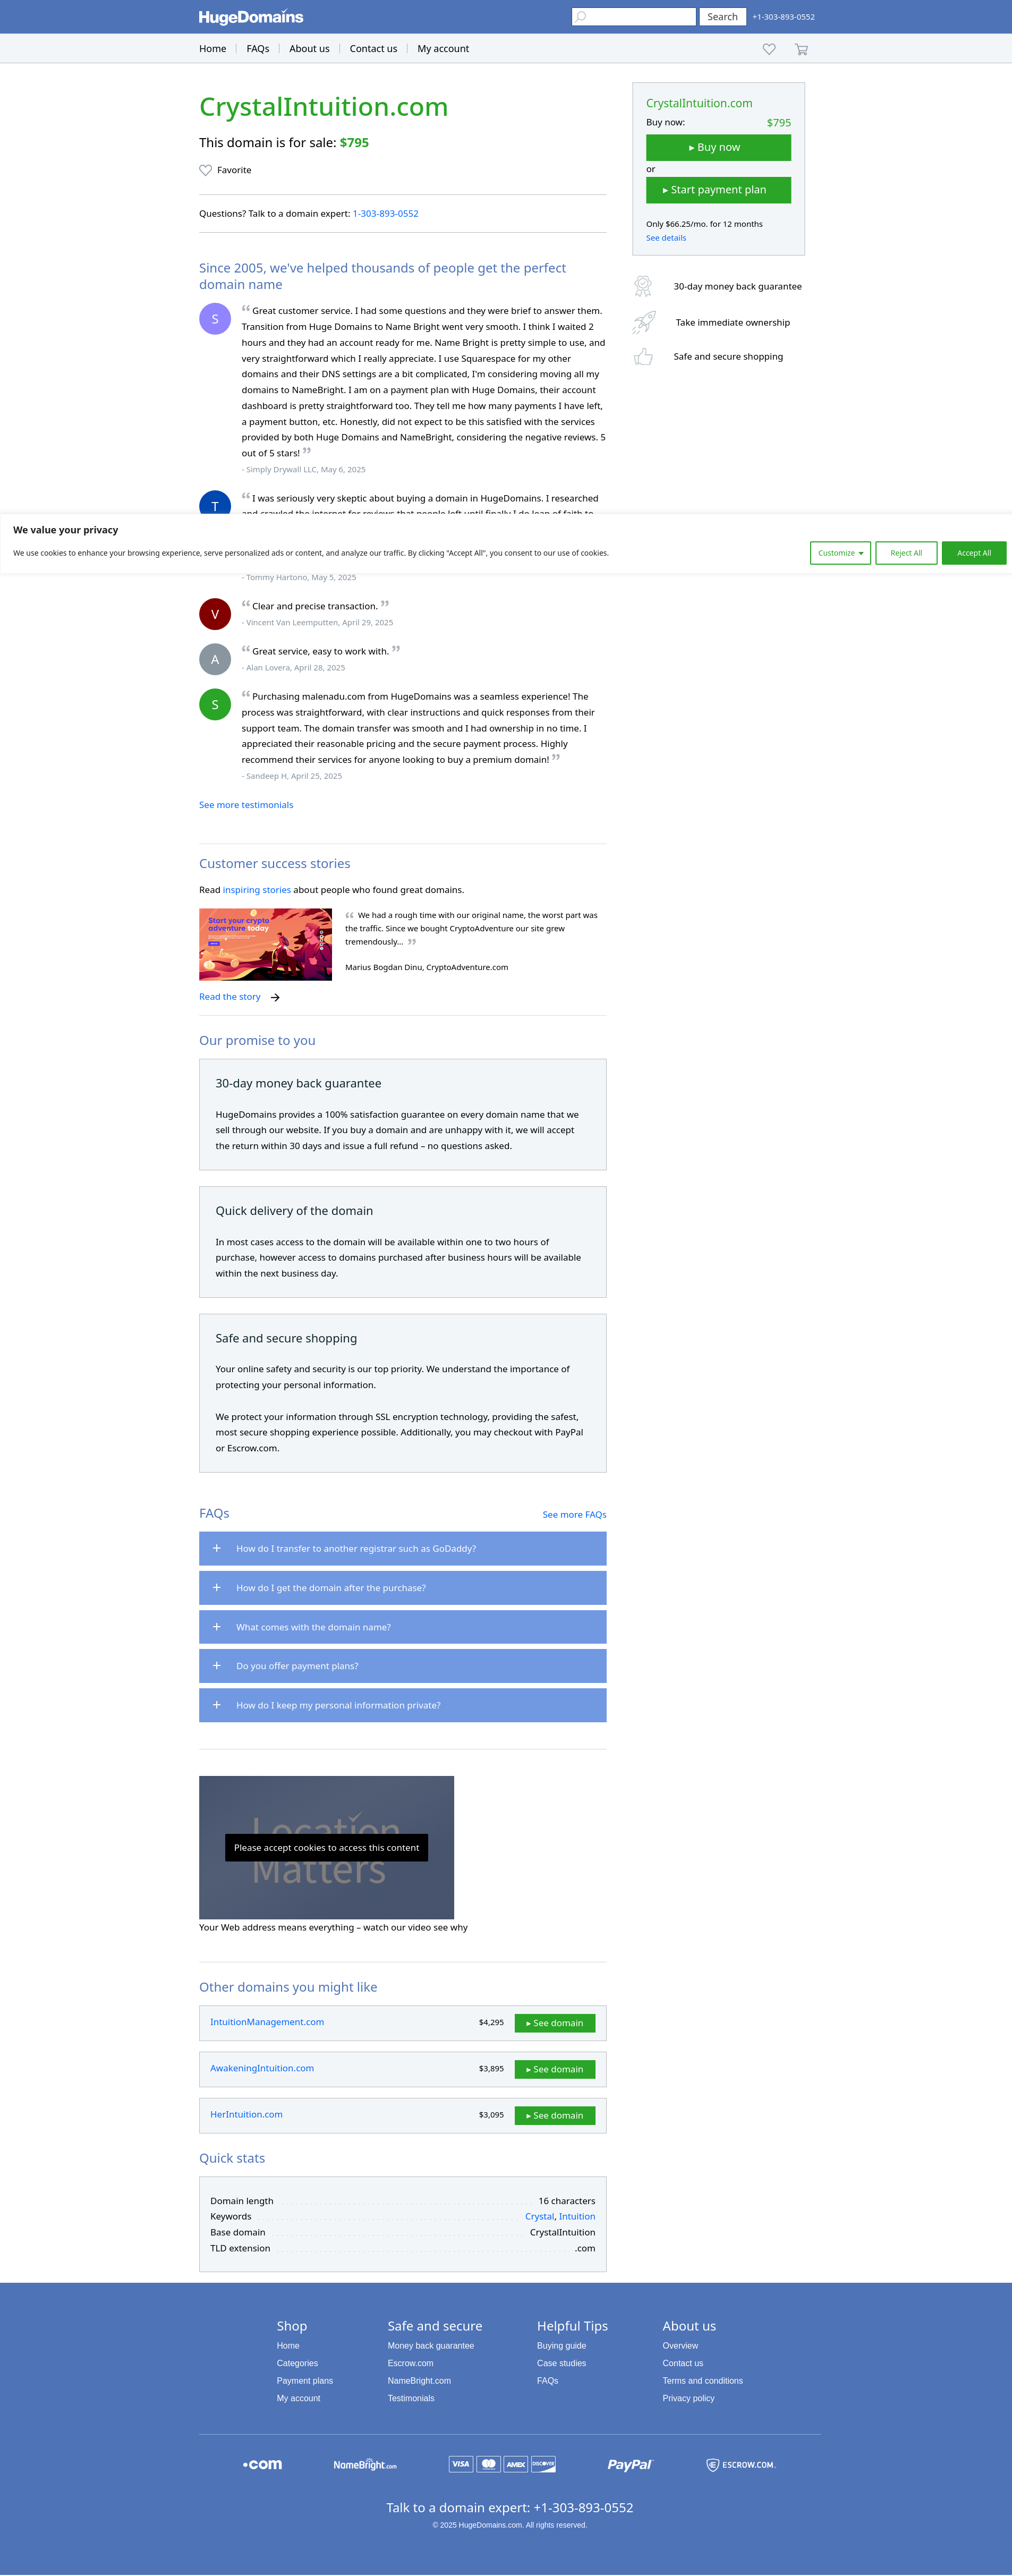 HugeDomains
Search
+1-303-893-0552
Home
FAQs
About us
Contact us
My account
CrystalIntuition.com
This domain is for sale: $795
Favorite
Questions? Talk to a domain expert: 1-303-893-0552
CrystalIntuition.com
Buy now:
$795
▸ Buy now
or
▸ Start payment plan
Only $66.25/mo. for 12 months
See details
30-day money back guarantee
Take immediate ownership
Safe and secure shopping
Since 2005, we've helped thousands of people get the perfect
domain name
S
“ Great customer service. I had some questions and they were brief to answer them.
Transition from Huge Domains to Name Bright went very smooth. I think I waited 2
hours and they had an account ready for me. Name Bright is pretty simple to use, and
very straightforward which I really appreciate. I use Squarespace for my other
domains and their DNS settings are a bit complicated, I'm considering moving all my
domains to NameBright. I am on a payment plan with Huge Domains, their account
dashboard is pretty straightforward too. They tell me how many payments I have left,
a payment button, etc. Honestly, did not expect to be this satisfied with the services
provided by both Huge Domains and NameBright, considering the negative reviews. 5
out of 5 stars! ”
- Simply Drywall LLC, May 6, 2025
T
“ I was seriously very skeptic about buying a domain in HugeDomains. I researched
and crawled the internet for reviews that people left until finally I do leap of faith to
We value your privacy
We use cookies to enhance your browsing experience, serve personalized ads or content, and analyze our traffic. By clicking "Accept All", you consent to our use of cookies.
Customize
Reject All
Accept All
- Tommy Hartono, May 5, 2025
V
“ Clear and precise transaction. ”
- Vincent Van Leemputten, April 29, 2025
A
“ Great service, easy to work with. ”
- Alan Lovera, April 28, 2025
S
“ Purchasing malenadu.com from HugeDomains was a seamless experience! The
process was straightforward, with clear instructions and quick responses from their
support team. The domain transfer was smooth and I had ownership in no time. I
appreciated their reasonable pricing and the secure payment process. Highly
recommend their services for anyone looking to buy a premium domain! ”
- Sandeep H, April 25, 2025
See more testimonials
Customer success stories
Read inspiring stories about people who found great domains.
Start your crypto
adventure today
“ We had a rough time with our original name, the worst part was
the traffic. Since we bought CryptoAdventure our site grew
tremendously... ”
Marius Bogdan Dinu, CryptoAdventure.com
Read the story
Our promise to you
30-day money back guarantee
HugeDomains provides a 100% satisfaction guarantee on every domain name that we
sell through our website. If you buy a domain and are unhappy with it, we will accept
the return within 30 days and issue a full refund – no questions asked.
Quick delivery of the domain
In most cases access to the domain will be available within one to two hours of
purchase, however access to domains purchased after business hours will be available
within the next business day.
Safe and secure shopping
Your online safety and security is our top priority. We understand the importance of
protecting your personal information.
We protect your information through SSL encryption technology, providing the safest,
most secure shopping experience possible. Additionally, you may checkout with PayPal
or Escrow.com.
FAQs
See more FAQs
+ How do I transfer to another registrar such as GoDaddy?
+ How do I get the domain after the purchase?
+ What comes with the domain name?
+ Do you offer payment plans?
+ How do I keep my personal information private?
Location
Please accept cookies to access this content
Matters
Your Web address means everything – watch our video see why
Other domains you might like
IntuitionManagement.com
$4,295
▸ See domain
AwakeningIntuition.com
$3,895
▸ See domain
HerIntuition.com
$3,095
▸ See domain
Quick stats
Domain length 16 characters
Keywords Crystal, Intuition
Base domain CrystalIntuition
TLD extension .com
Shop
Home
Categories
Payment plans
My account
Safe and secure
Money back guarantee
Escrow.com
NameBright.com
Testimonials
Helpful Tips
Buying guide
Case studies
FAQs
About us
Overview
Contact us
Terms and conditions
Privacy policy
•com
NameBright.com
VISA
MasterCard
AMEX
DISCOVER
PayPal
ESCROW.COM
Talk to a domain expert: +1-303-893-0552
© 2025 HugeDomains.com. All rights reserved.